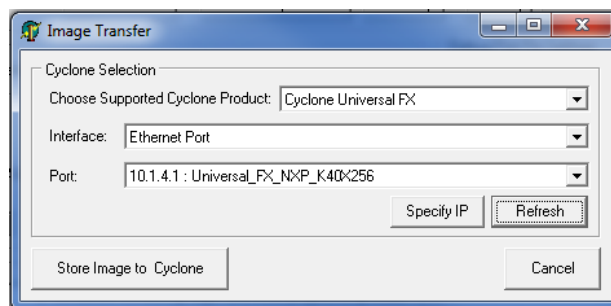 Image Transfer
Cyclone Selection
Choose Supported Cyclone Product: Cyclone Universal FX
Interface: Ethernet Port
Port: 10.1.4.1 : Universal_FX_NXP_K40X256
Specify IP Refresh
Store Image to Cyclone Cancel